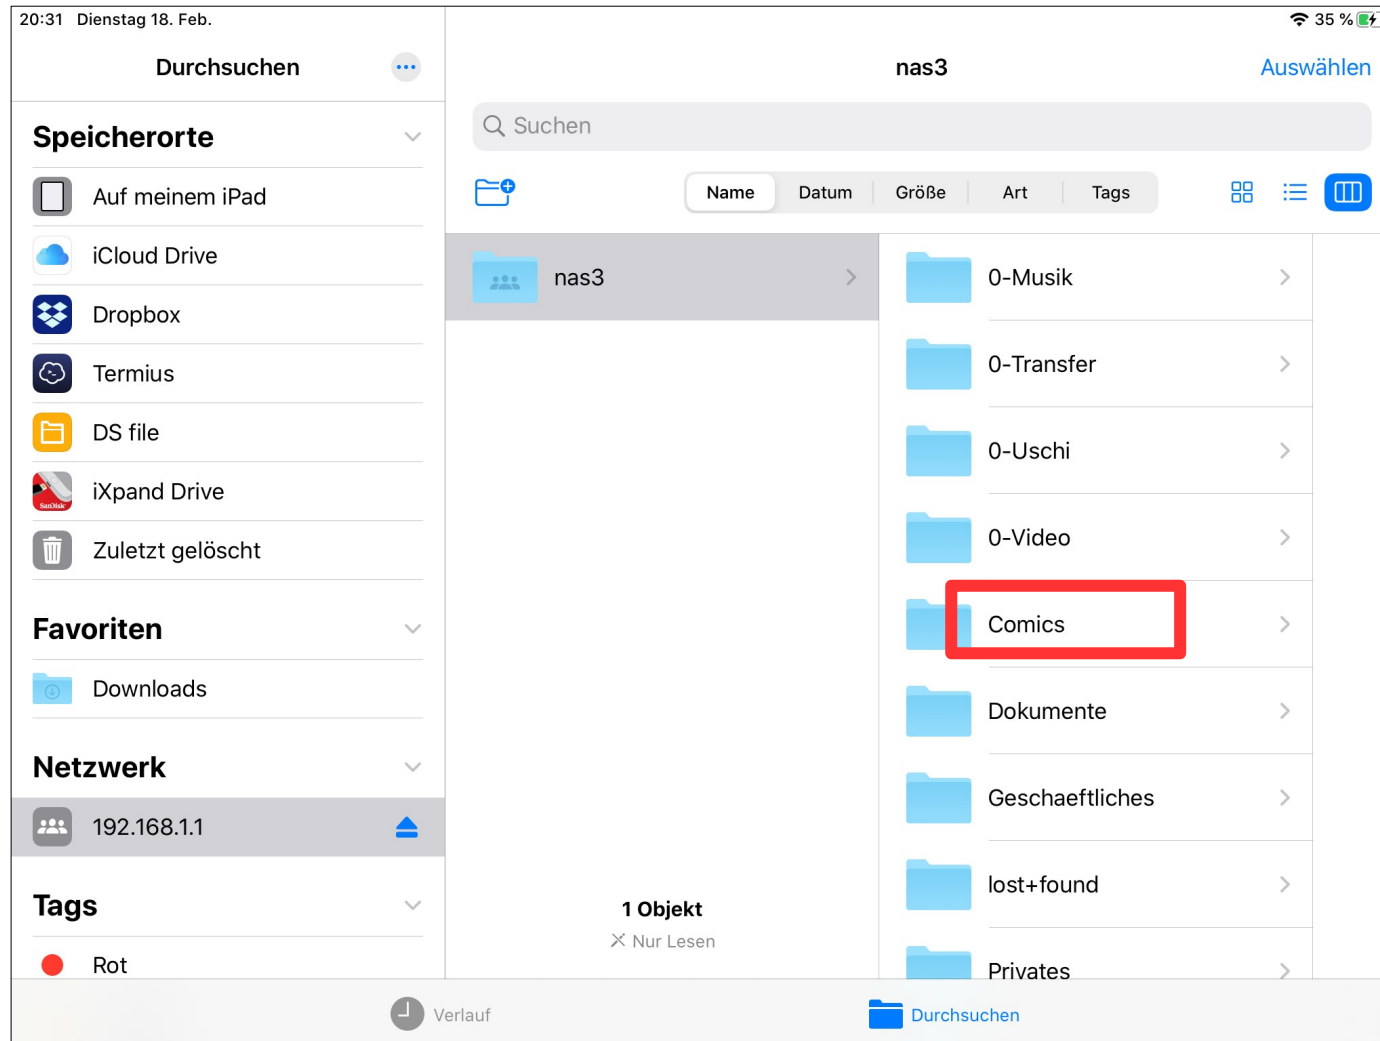 20:31 Dienstag 18. Feb.
35 %
Durchsuchen
Speicherorte
Auf meinem iPad
iCloud Drive
Dropbox
Termius
DS file
SanDisk
iXpand Drive
Zuletzt gelöscht
Favoriten
Downloads
Netzwerk
192.168.1.1
Tags
Rot
nas3
Auswählen
Suchen
Name Datum Größe Art Tags
nas3
1 Objekt
Nur Lesen
0-Musik
0-Transfer
0-Uschi
0-Video
Comics
Dokumente
Geschaeftliches
lost+found
Privates
Verlauf
Durchsuchen